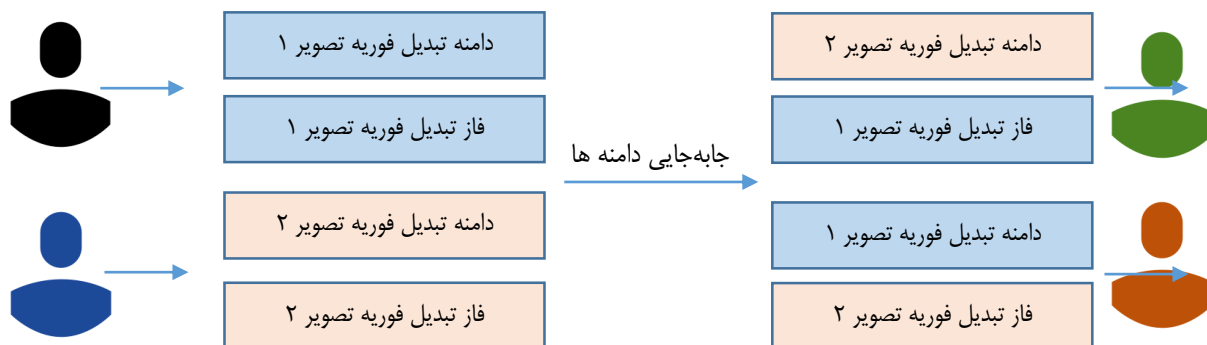 دامنه تبدیل فوریه تصویر ۱
فاز تبدیل فوریه تصویر ۱
دامنه تبدیل فوریه تصویر ۲
فاز تبدیل فوریه تصویر ۲
جابه‌جایی دامنه ها
دامنه تبدیل فوریه تصویر ۲
فاز تبدیل فوریه تصویر ۱
دامنه تبدیل فوریه تصویر ۱
فاز تبدیل فوریه تصویر ۲